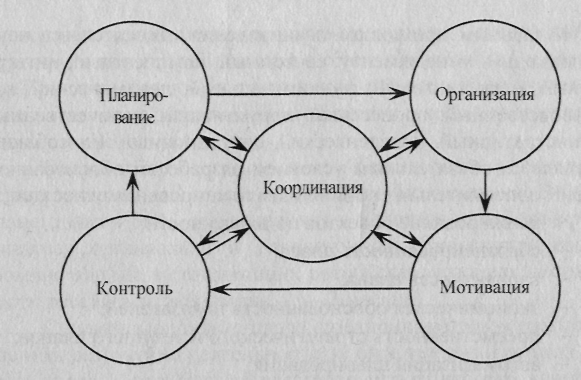 Планиро-
вание
Организация
Координация
Контроль
Мотивация